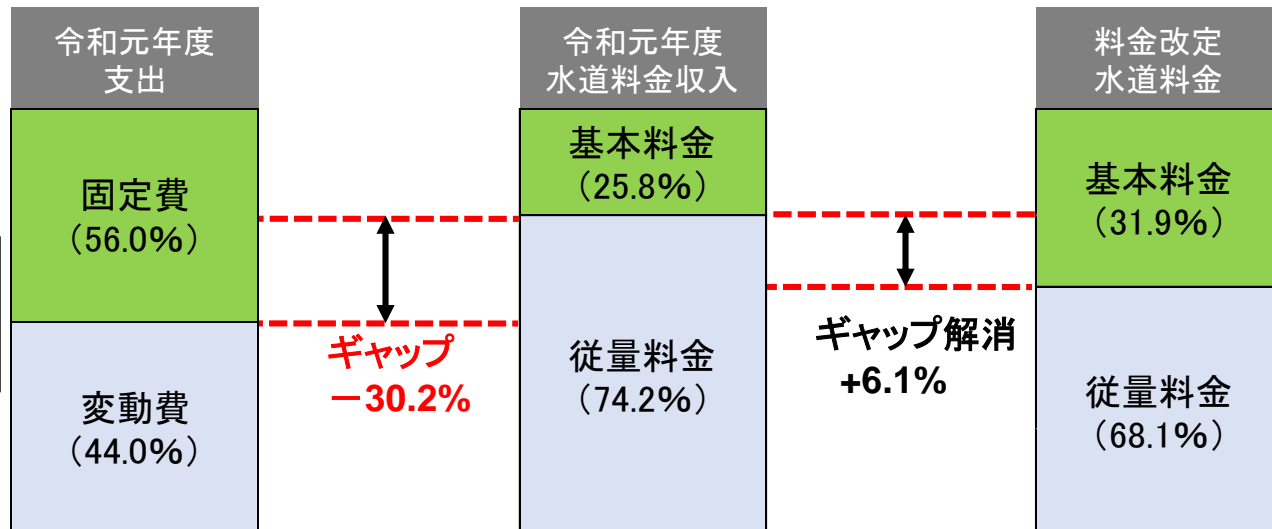 令和元年度
支出
固定費
（56.0%）
変動費
（44.0%）
ギャップ
－30.2%
令和元年度
水道料金収入
基本料金
（25.8%）
従量料金
（74.2%）
ギャップ解消
+6.1%
料金改定
水道料金
基本料金
（31.9%）
従量料金
（68.1%）